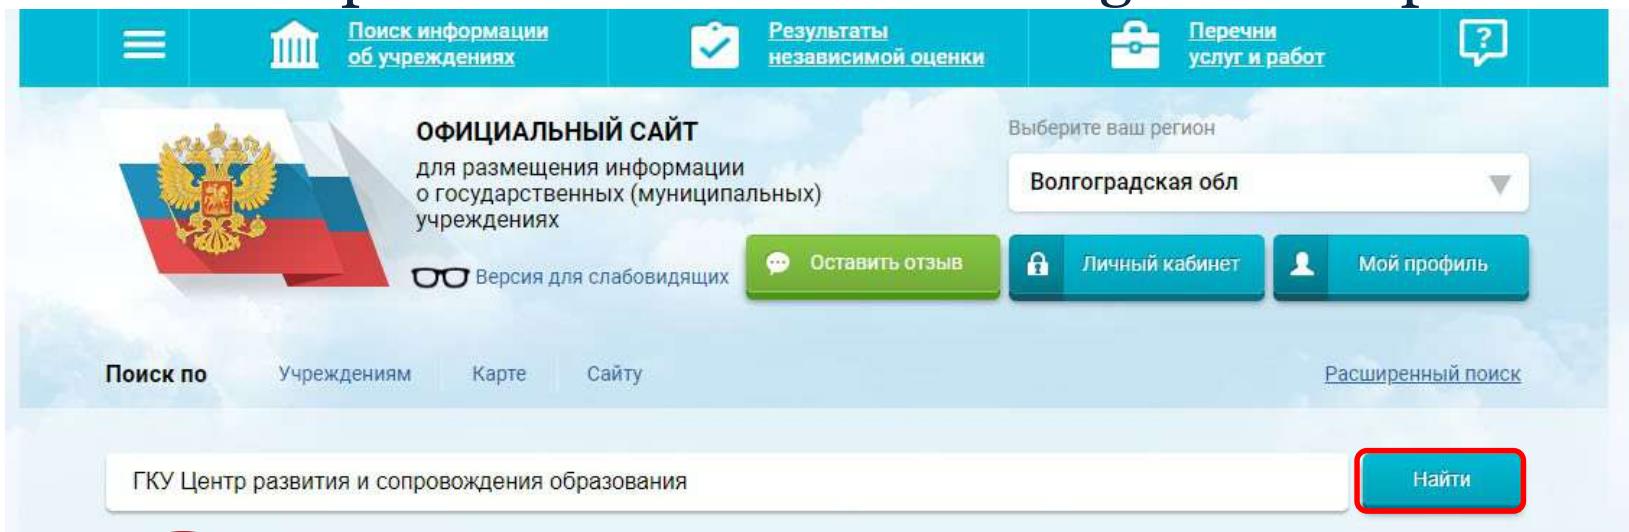 Поиск информации
об учреждениях
Результаты
независимой оценки
Перечни
услуг и работ
?
ОФИЦИАЛЬНЫЙ САЙТ
для размещения информации
о государственных (муниципальных)
учреждениях
Версия для слабовидящих
Выберите ваш регион
Волгоградская обл
Оставить отзыв
Личный кабинет
Мой профиль
Поиск по Учреждениям Карте Сайту Расширенный поиск
ГКУ Центр развития и сопровождения образования Найти